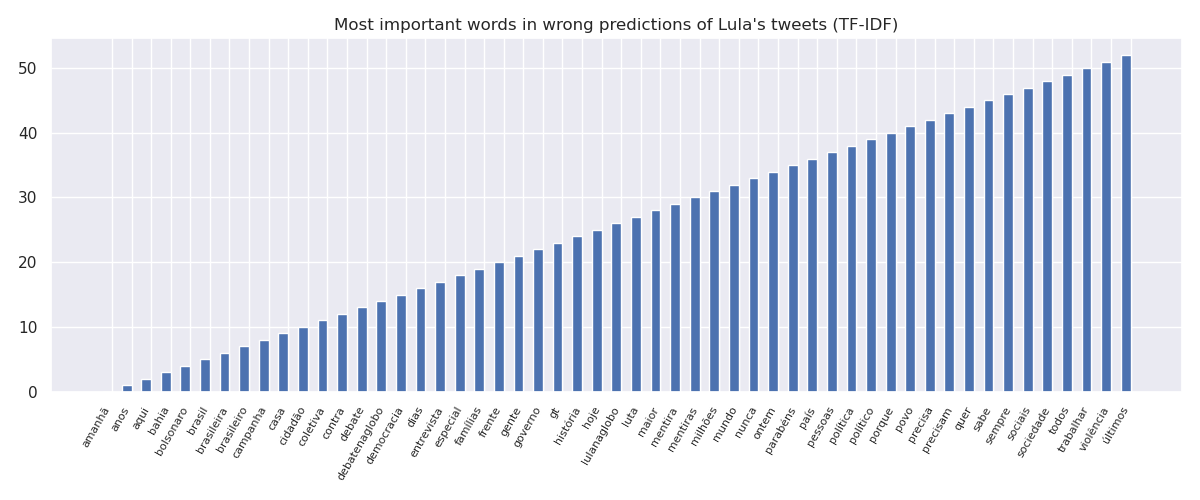 Most important words in wrong predictions of Lula's tweets (TF-IDF)
50
40
30
20
10
0
amanhã
anos
aqui
bahia
bolsonaro
brasil
brasileira
brasileiro
campanha
casa
cidadão
coletiva
contra
debate
debatenaglobo
democracia
dias
entrevista
especial
famílias
frente
gente
governo
gt
história
hoje
lulanaglobo
luta
maior
mentira
mentiras
milhões
mundo
nunca
ontem
parabéns
país
pessoas
política
político
porque
povo
precisa
precisam
quer
sabe
sempre
sociais
sociedade
todos
trabalhar
violência
últimos